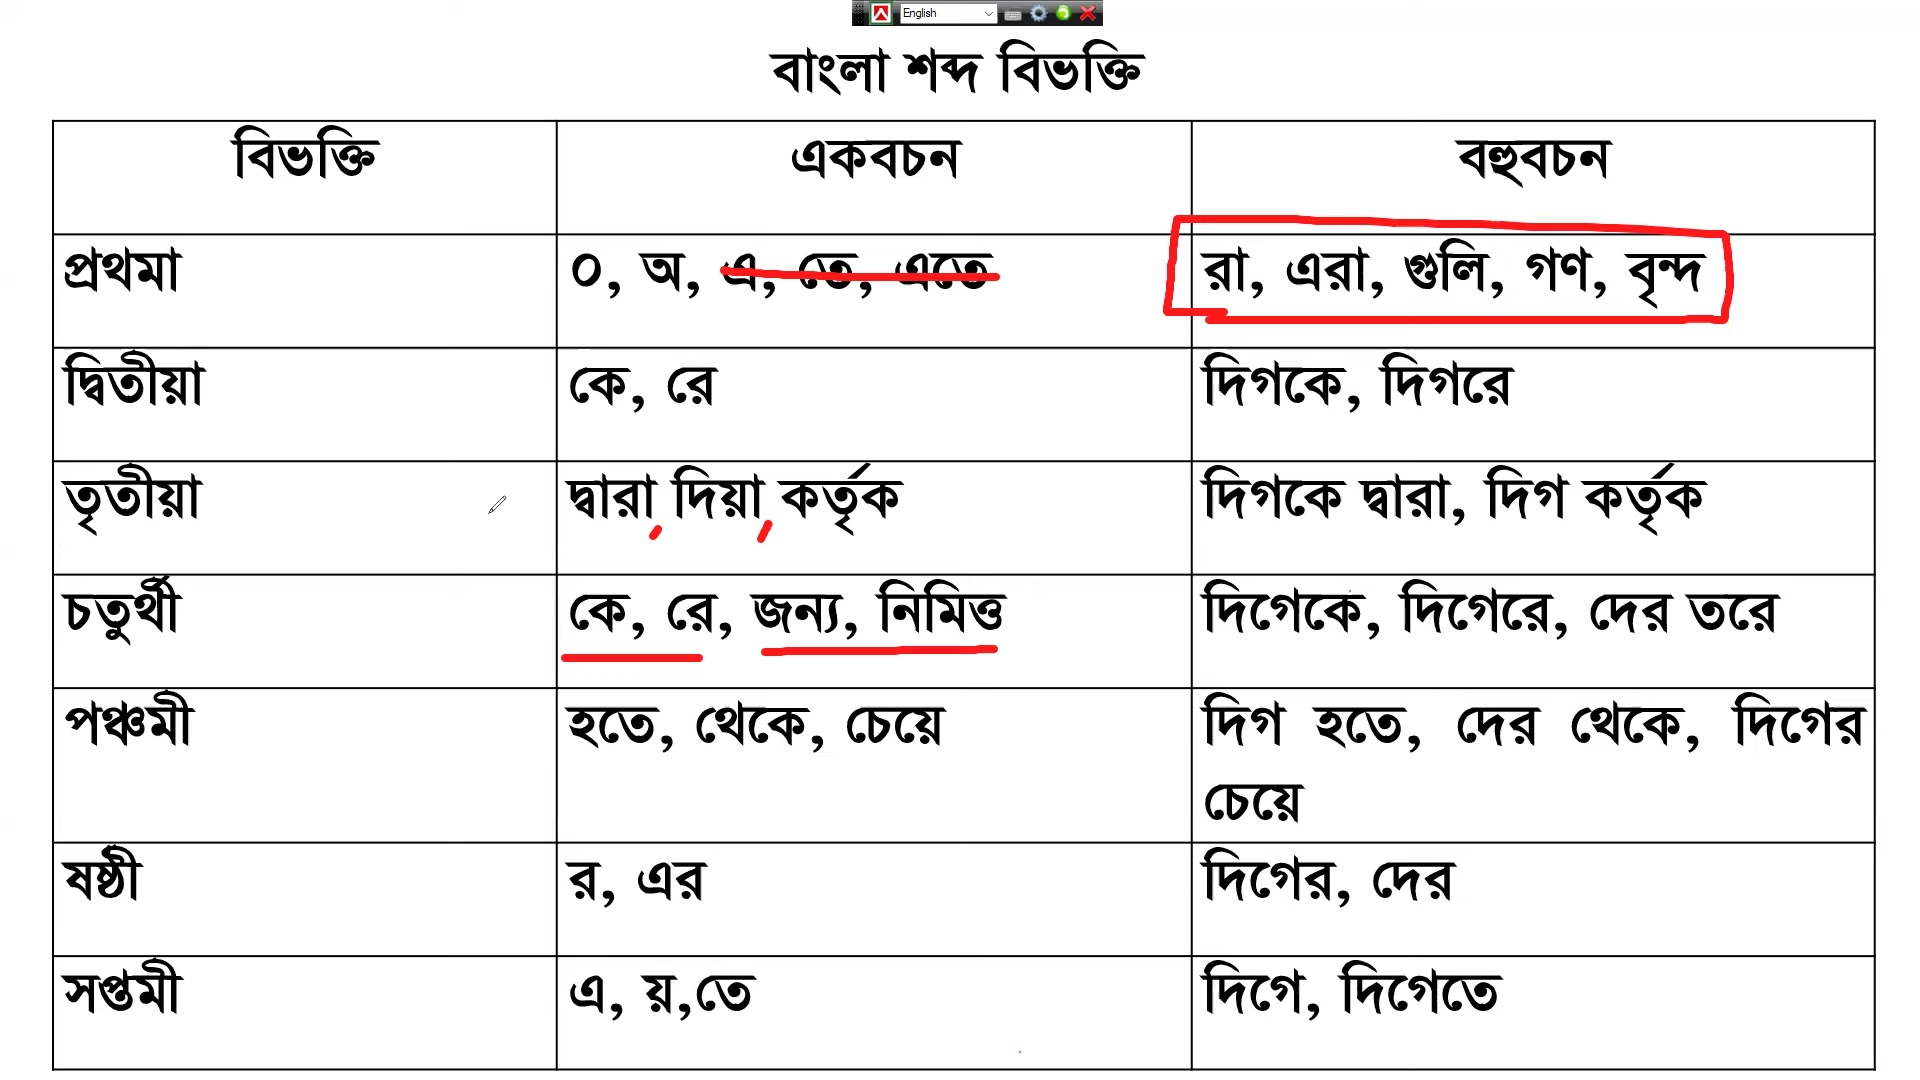 English
বাংলা শব্দ বিভক্তি
বিভক্তি একবচন বহুবচন
প্রথমা ০, অ, এ, তে, এতে রা, এরা, গুলি, গণ, বৃন্দ
দ্বিতীয়া কে, রে দিগকে, দিগরে
তৃতীয়া দ্বারা দিয়া কর্তৃক দিগকে দ্বারা, দিগ কর্তৃক
চতুর্থী কে, রে, জন্য, নিমিত্ত দিগেকে, দিগেরে, দের তরে
পঞ্চমী হতে, থেকে, চেয়ে দিগ হতে, দের থেকে, দিগের
চেয়ে
ষষ্ঠী র, এর দিগের, দের
সপ্তমী এ, য়,তে দিগে, দিগেতে